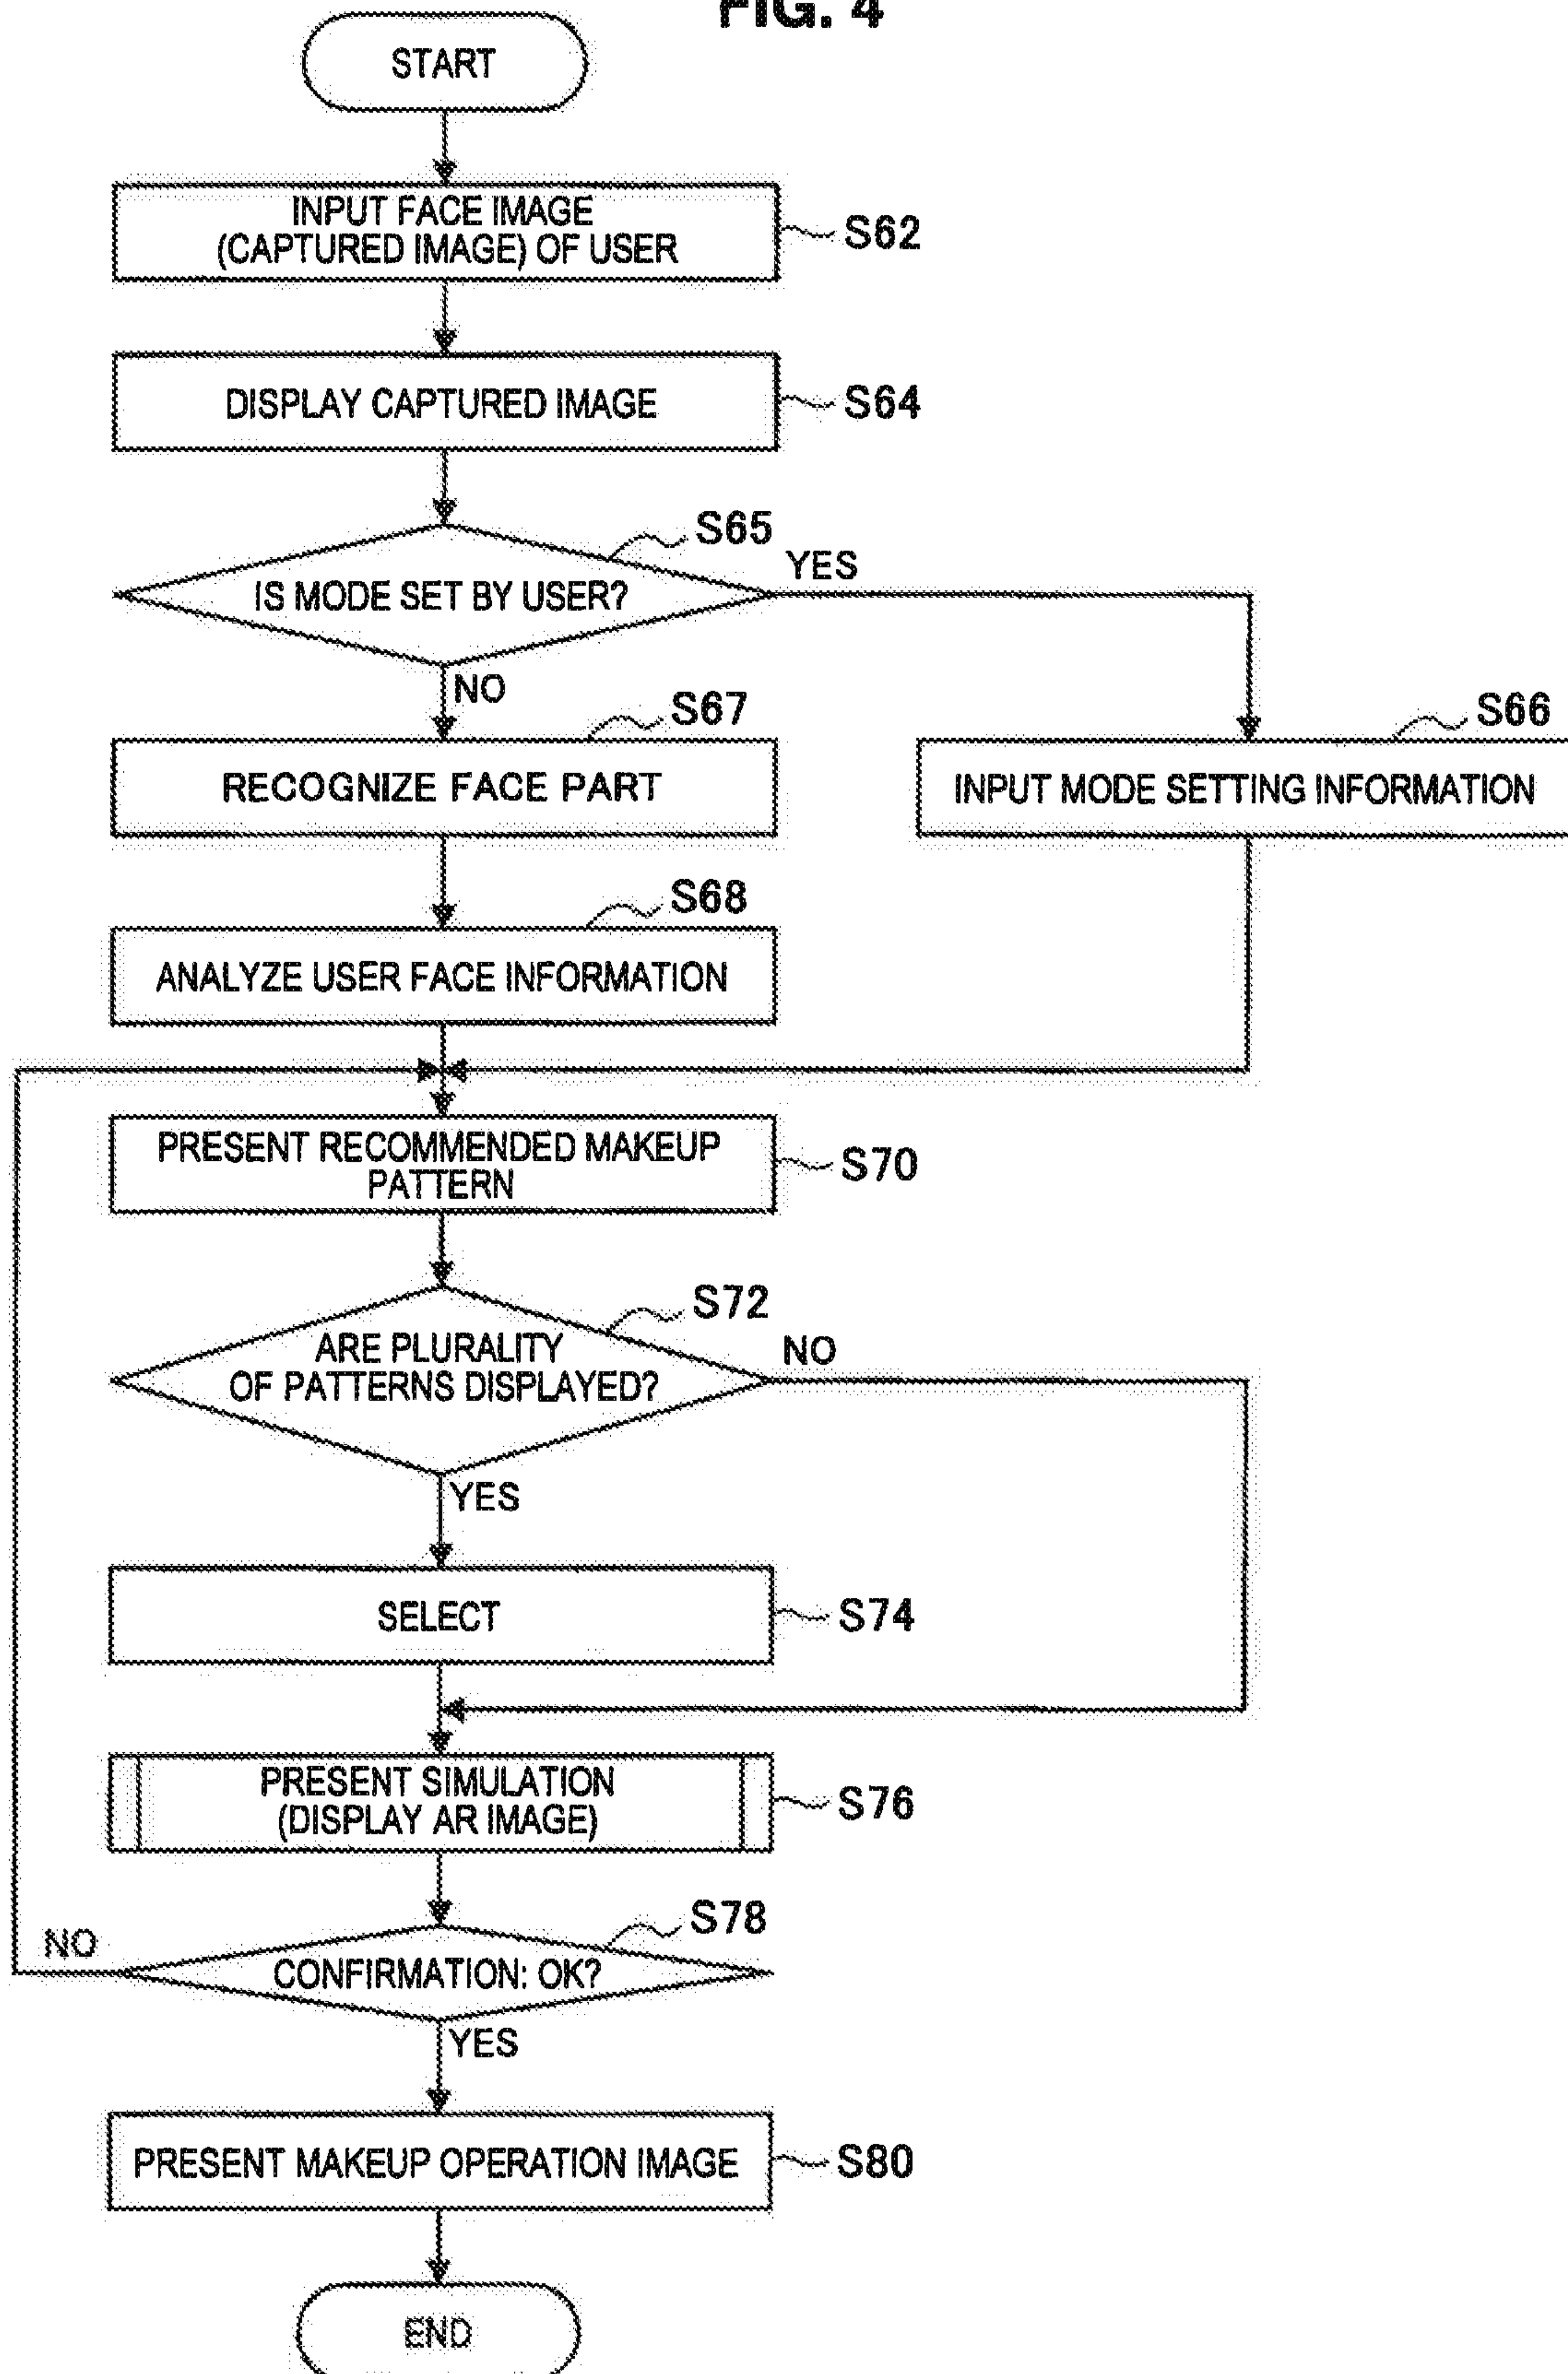 FIG. 4
START
INPUT FACE IMAGE
(CAPTURED IMAGE) OF USER
S62
DISPLAY CAPTURED IMAGE
S64
S65
IS MODE SET BY USER?
YES
NO
S67
RECOGNIZE FACE PART
S66
INPUT MODE SETTING INFORMATION
S68
ANALYZE USER FACE INFORMATION
PRESENT RECOMMENDED MAKEUP
PATTERN
S70
S72
ARE PLURALITY
OF PATTERNS DISPLAYED?
NO
YES
SELECT
S74
PRESENT SIMULATION
(DISPLAY AR IMAGE)
S76
S78
NO
CONFIRMATION: OK?
YES
PRESENT MAKEUP OPERATION IMAGE
S80
END